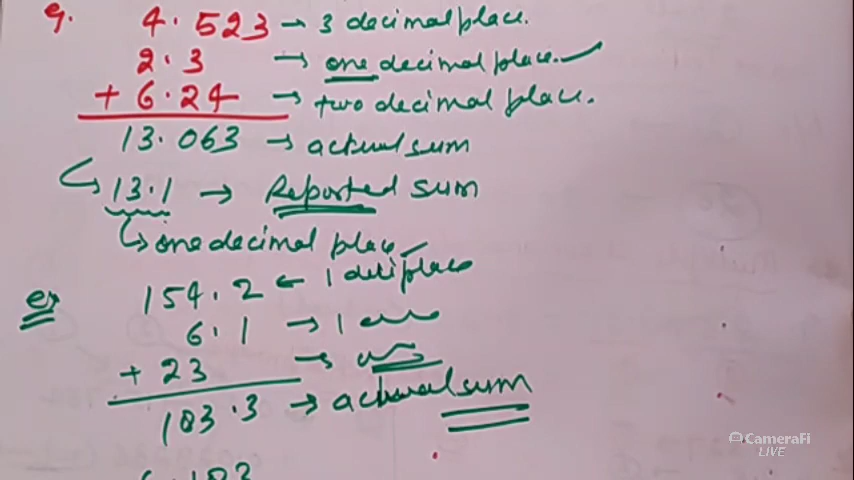 eg. 4.523 → 3 decimal place.
2.3 → one decimal place.
+ 6.24 → two decimal place.
13.063 → actual sum
13.1 → Reported sum
one decimal place
ex 154.2 ← 1 deci place
6.1 → 1
+ 23 →
183.3 → actual sum
183
CameraFi
LIVE